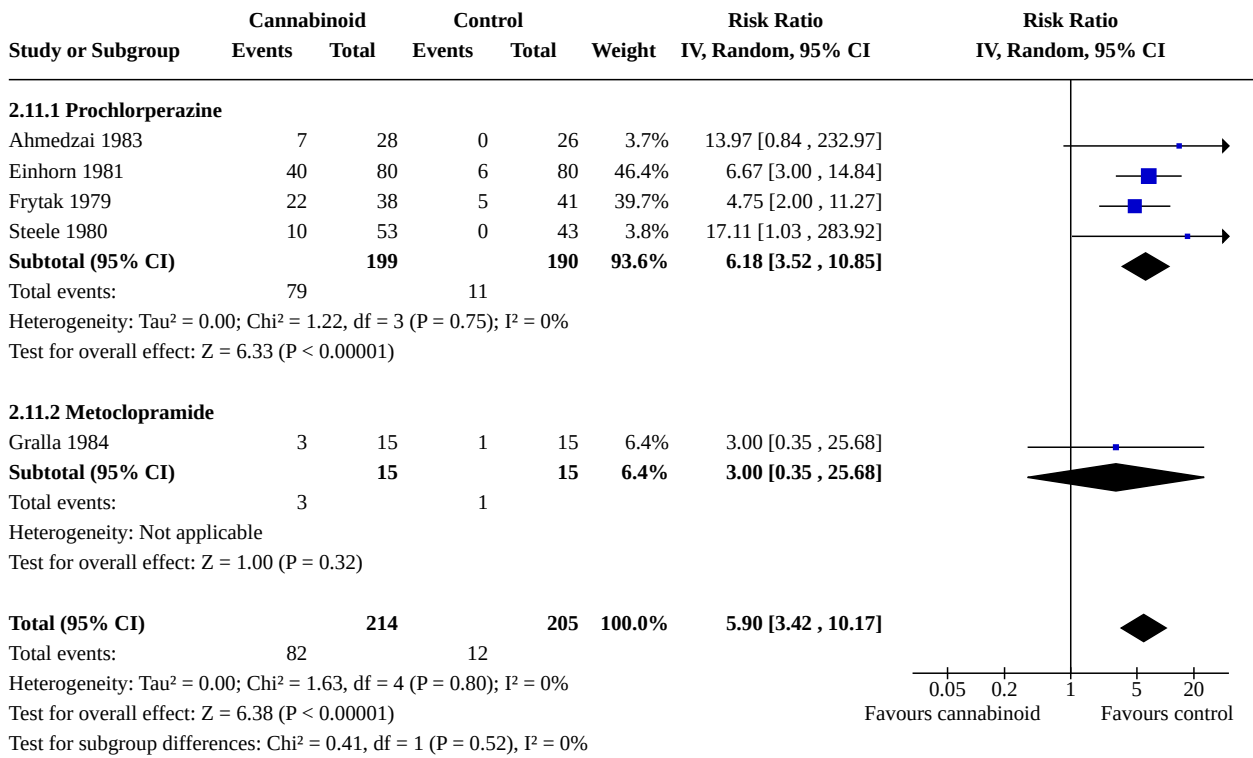 Cannabinoid Control Risk Ratio Risk Ratio
Study or Subgroup Events Total Events Total Weight IV, Random, 95% CI IV, Random, 95% CI
2.11.1 Prochlorperazine
Ahmedzai 1983 7 28 0 26 3.7% 13.97 [0.84 , 232.97]
Einhorn 1981 40 80 6 80 46.4% 6.67 [3.00 , 14.84]
Frytak 1979 22 38 5 41 39.7% 4.75 [2.00 , 11.27]
Steele 1980 10 53 0 43 3.8% 17.11 [1.03 , 283.92]
Subtotal (95% CI) 199 190 93.6% 6.18 [3.52 , 10.85]
Total events: 79 11
Heterogeneity: Tau² = 0.00; Chi² = 1.22, df = 3 (P = 0.75); I² = 0%
Test for overall effect: Z = 6.33 (P < 0.00001)
2.11.2 Metoclopramide
Gralla 1984 3 15 1 15 6.4% 3.00 [0.35 , 25.68]
Subtotal (95% CI) 15 15 6.4% 3.00 [0.35 , 25.68]
Total events: 3 1
Heterogeneity: Not applicable
Test for overall effect: Z = 1.00 (P = 0.32)
Total (95% CI) 214 205 100.0% 5.90 [3.42 , 10.17]
Total events: 82 12
Heterogeneity: Tau² = 0.00; Chi² = 1.63, df = 4 (P = 0.80); I² = 0%
Test for overall effect: Z = 6.38 (P < 0.00001)
Test for subgroup differences: Chi² = 0.41, df = 1 (P = 0.52), I² = 0%
0.05 0.2 1 5 20
Favours cannabinoid Favours control